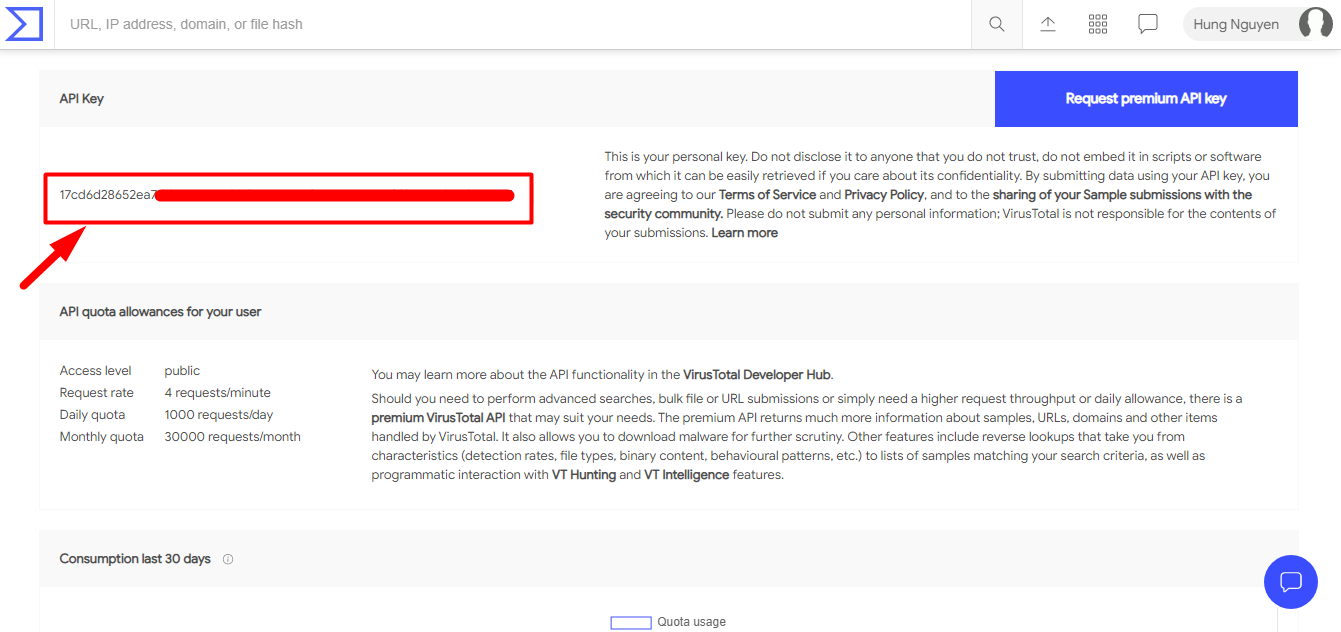 URL, IP address, domain, or file hash
Hung Nguyen
API Key
Request premium API key
17cd6d28652ea7
This is your personal key. Do not disclose it to anyone that you do not trust, do not embed it in scripts or software
from which it can be easily retrieved if you care about its confidentiality. By submitting data using your API key, you
are agreeing to our Terms of Service and Privacy Policy, and to the sharing of your Sample submissions with the
security community. Please do not submit any personal information; VirusTotal is not responsible for the contents of
your submissions. Learn more
API quota allowances for your user
Access level public
Request rate 4 requests/minute
Daily quota 1000 requests/day
Monthly quota 30000 requests/month
You may learn more about the API functionality in the VirusTotal Developer Hub.
Should you need to perform advanced searches, bulk file or URL submissions or simply need a higher request throughput or daily allowance, there is a
premium VirusTotal API that may suit your needs. The premium API returns much more information about samples, URLs, domains and other items
handled by VirusTotal. It also allows you to download malware for further scrutiny. Other features include reverse lookups that take you from
characteristics (detection rates, file types, binary content, behavioural patterns, etc.) to lists of samples matching your search criteria, as well as
programmatic interaction with VT Hunting and VT Intelligence features.
Consumption last 30 days
Quota usage